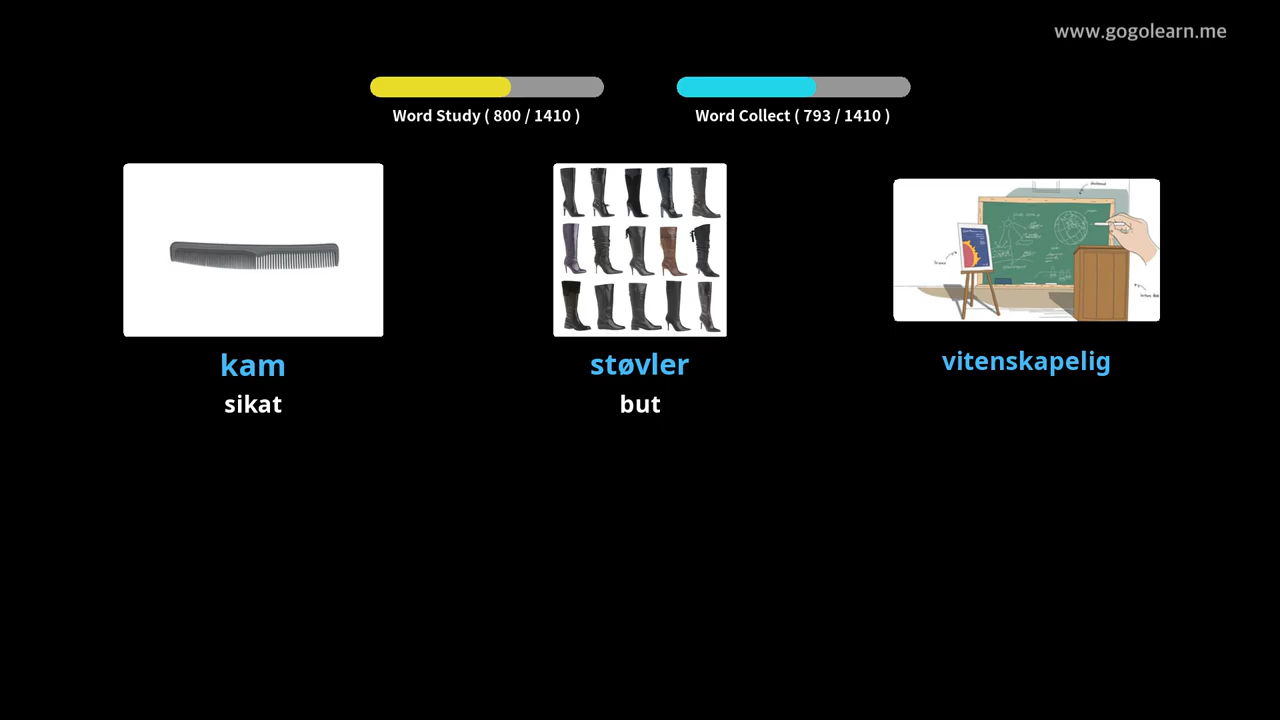 www.gogolearn.me
Word Study ( 800 / 1410 )
Word Collect ( 793 / 1410 )
kam
støvler
vitenskapelig
sikat
but